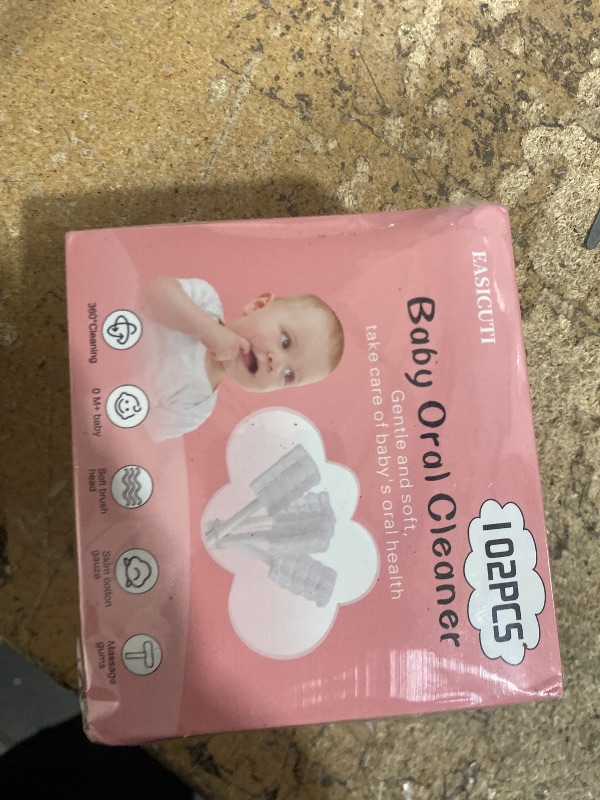 EASICUTI
102PCS
Baby Oral Cleaner
Gentle and soft,
take care of baby's oral health
360°Cleaning
0 M+ baby
Soft brush
head
Skim cotton
gauze
Massage
gums